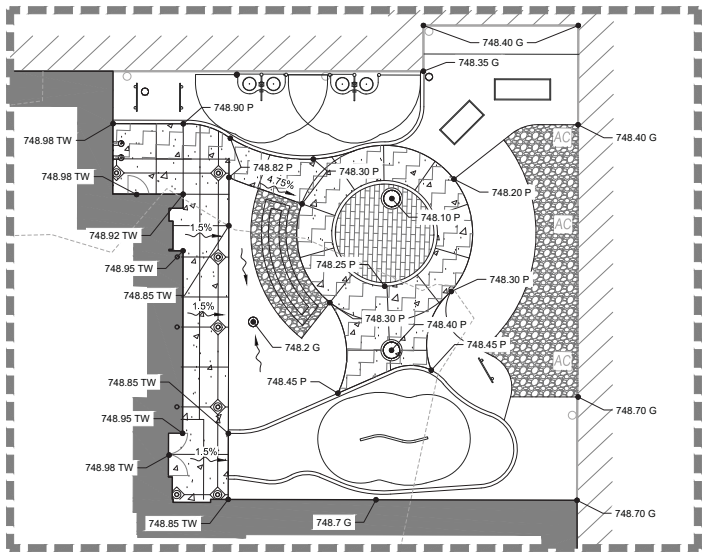 748.40 G
748.35 G
748.90 P
748.98 TW
AC
748.40 G
748.82 P
748.30 P
4.75%
748.98 TW
748.20 P
748.10 P
AC
1.5%
748.92 TW
748.25 P
748.95 TW
748.30 P
748.85 TW
1.5%
748.30 P
748.40 P
748.2 G
748.45 P
AC
748.85 TW
748.45 P
748.95 TW
748.70 G
1.5%
748.98 TW
748.85 TW
748.7 G
748.70 G